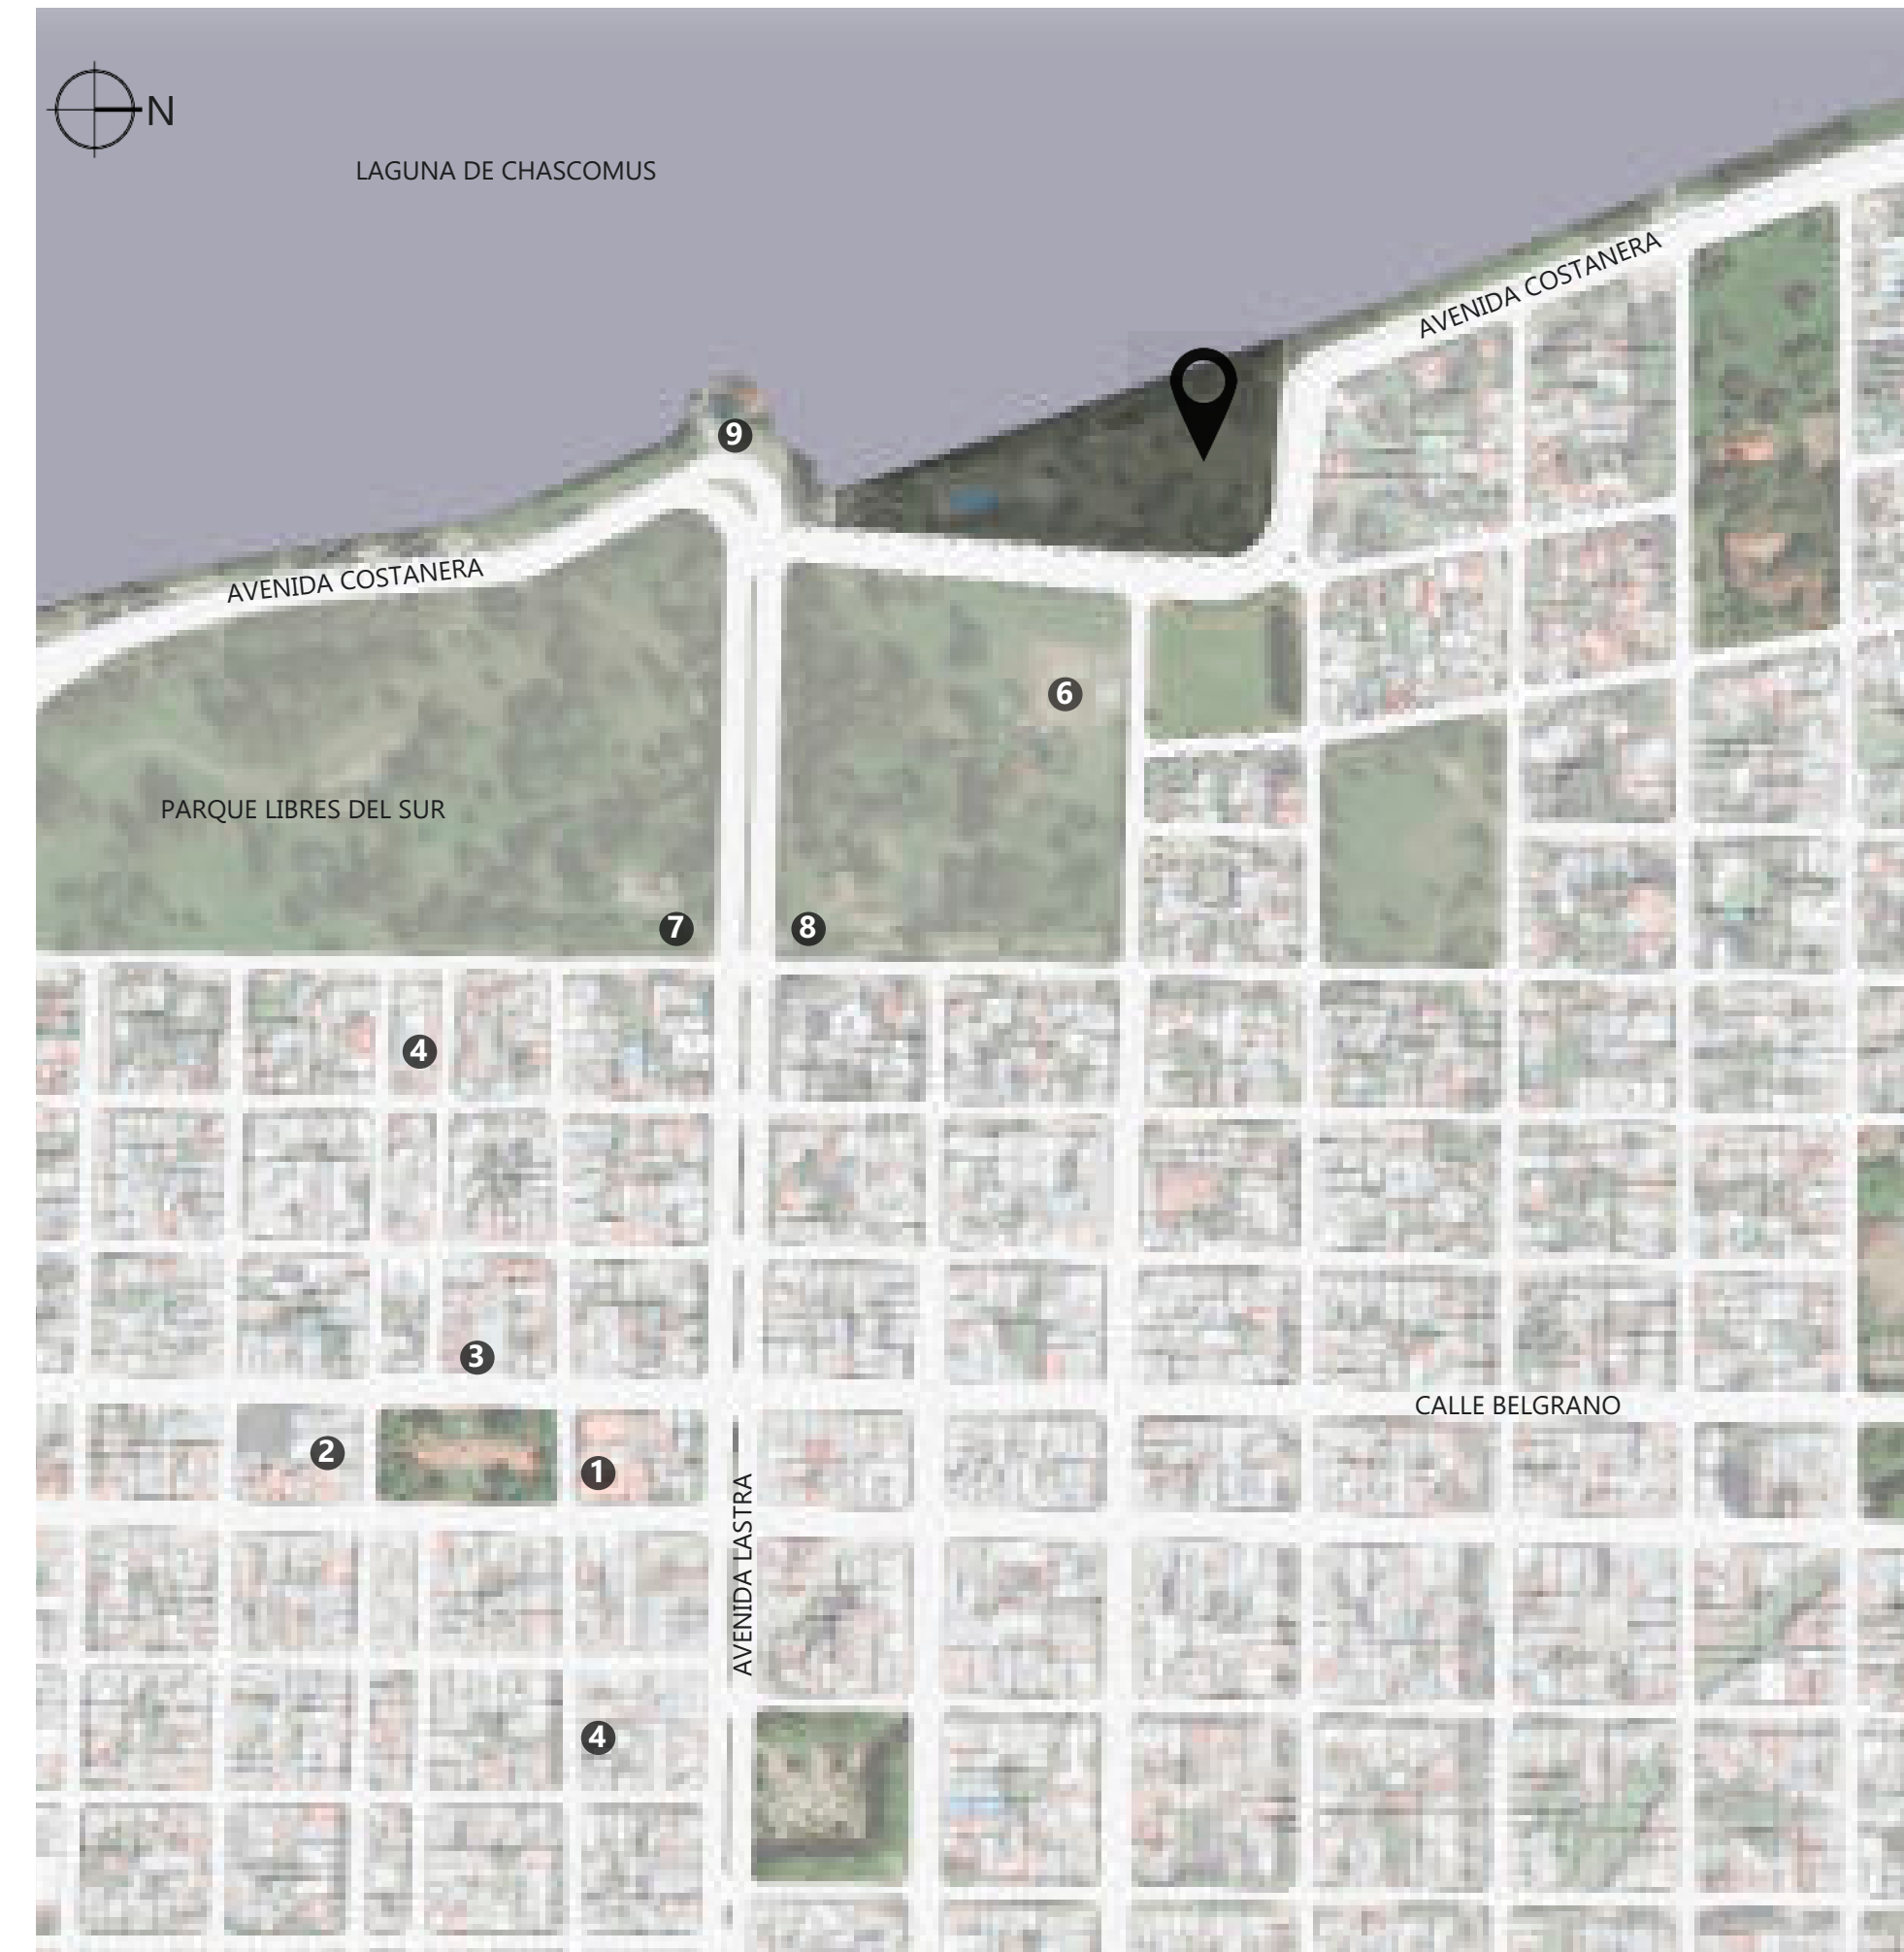 N
LAGUNA DE CHASCOMUS
AVENIDA COSTANERA
9
AVENIDA COSTANERA
6
PARQUE LIBRES DEL SUR
7
8
4
3
CALLE BELGRANO
2
1
AVENIDA LASTRA
4